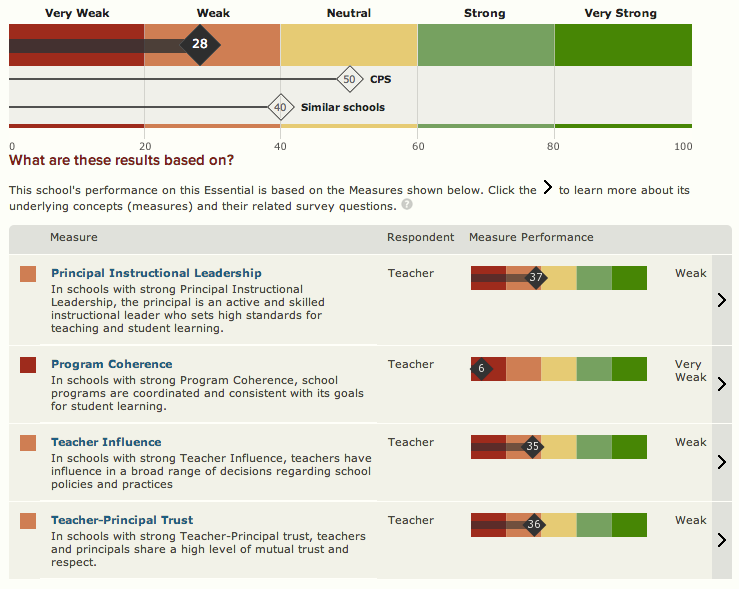 Very Weak Weak Neutral Strong Very Strong
28
50 CPS
40 Similar schools
0 20 40 60 80 100
What are these results based on?
This school's performance on this Essential is based on the Measures shown below. Click the > to learn more about its
underlying concepts (measures) and their related survey questions. ?
Measure Respondent Measure Performance
Principal Instructional Leadership Teacher 37 Weak
In schools with strong Principal Instructional
Leadership, the principal is an active and skilled
instructional leader who sets high standards for
teaching and student learning.
Program Coherence Teacher 6 Very
Weak
In schools with strong Program Coherence, school
programs are coordinated and consistent with its goals
for student learning.
Teacher Influence Teacher 35 Weak
In schools with strong Teacher Influence, teachers have
influence in a broad range of decisions regarding school
policies and practices
Teacher-Principal Trust Teacher 36 Weak
In schools with strong Teacher-Principal trust, teachers
and principals share a high level of mutual trust and
respect.